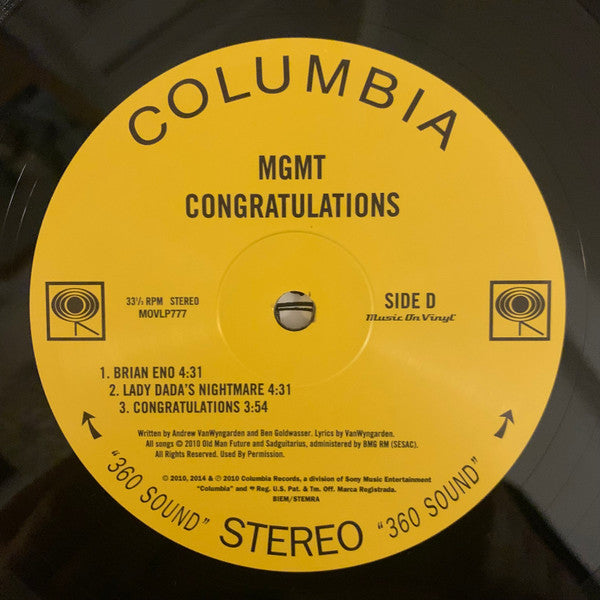 COLUMBIA
MGMT
CONGRATULATIONS
33⅓ RPM STEREO
MOVLP777
SIDE D
Music On Vinyl
1. BRIAN ENO 4:31
2. LADY DADA'S NIGHTMARE 4:31
3. CONGRATULATIONS 3:54
Written by Andrew VanWyngarden and Ben Goldwasser. Lyrics by VanWyngarden.
All songs © 2010 Old Man Future and Sadguitarius, administered by BMG RM (SESAC).
All Rights Reserved. Used By Permission.
© 2010, 2014 & ℗ 2010 Columbia Records, a division of Sony Music Entertainment
"Columbia" and Reg. U.S. Pat. & Tm. Off. Marca Registrada.
BIEM/STEMRA
"360 SOUND" STEREO "360 SOUND"